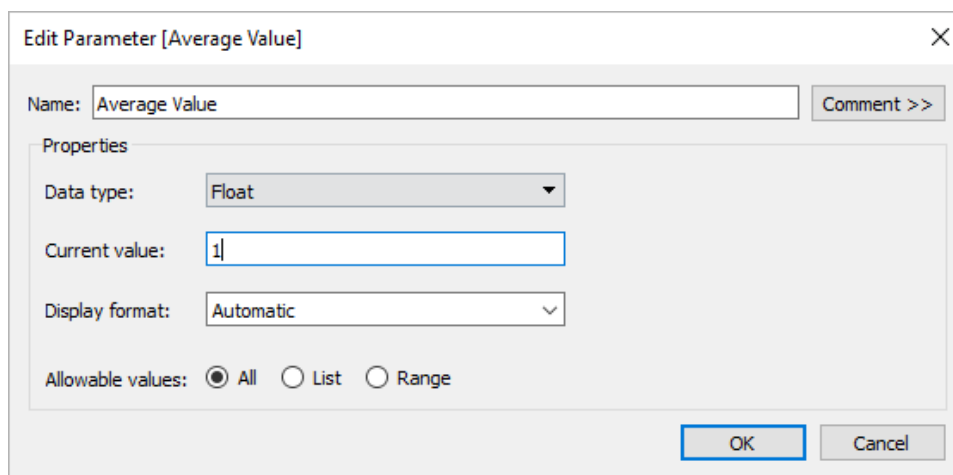 Edit Parameter [Average Value]
Name: Average Value Comment >>
Properties
Data type: Float
Current value: 1
Display format: Automatic
Allowable values: All List Range
OK Cancel